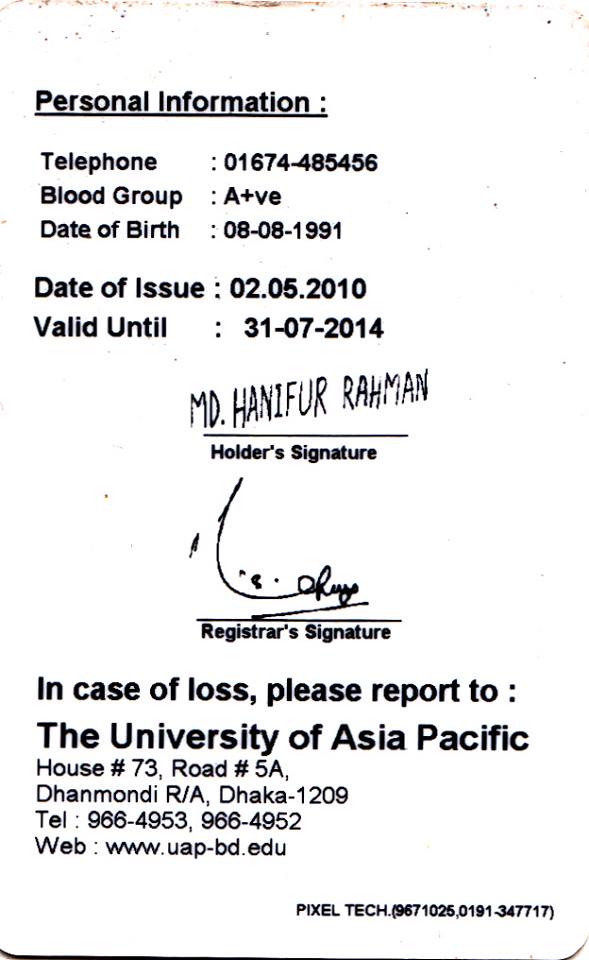 Personal Information :
Telephone : 01674-485456
Blood Group : A+ve
Date of Birth : 08-08-1991
Date of Issue : 02.05.2010
Valid Until : 31-07-2014
MD. HANIFUR RAHMAN
Holder's Signature
Registrar's Signature
In case of loss, please report to :
The University of Asia Pacific
House # 73, Road # 5A,
Dhanmondi R/A, Dhaka-1209
Tel : 966-4953, 966-4952
Web : www.uap-bd.edu
PIXEL TECH.(9671025,0191-347717)